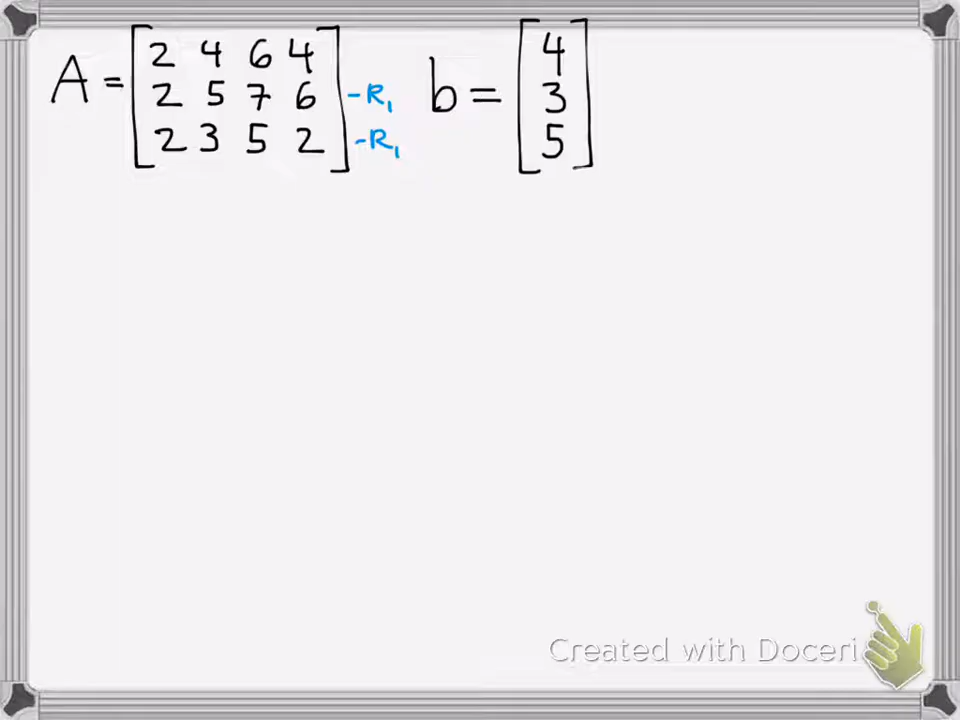 A = [2 4 6 4] b = [4]
[2 5 7 6] -R₁ [3]
[2 3 5 2] -R₁ [5]
Created with Doceri